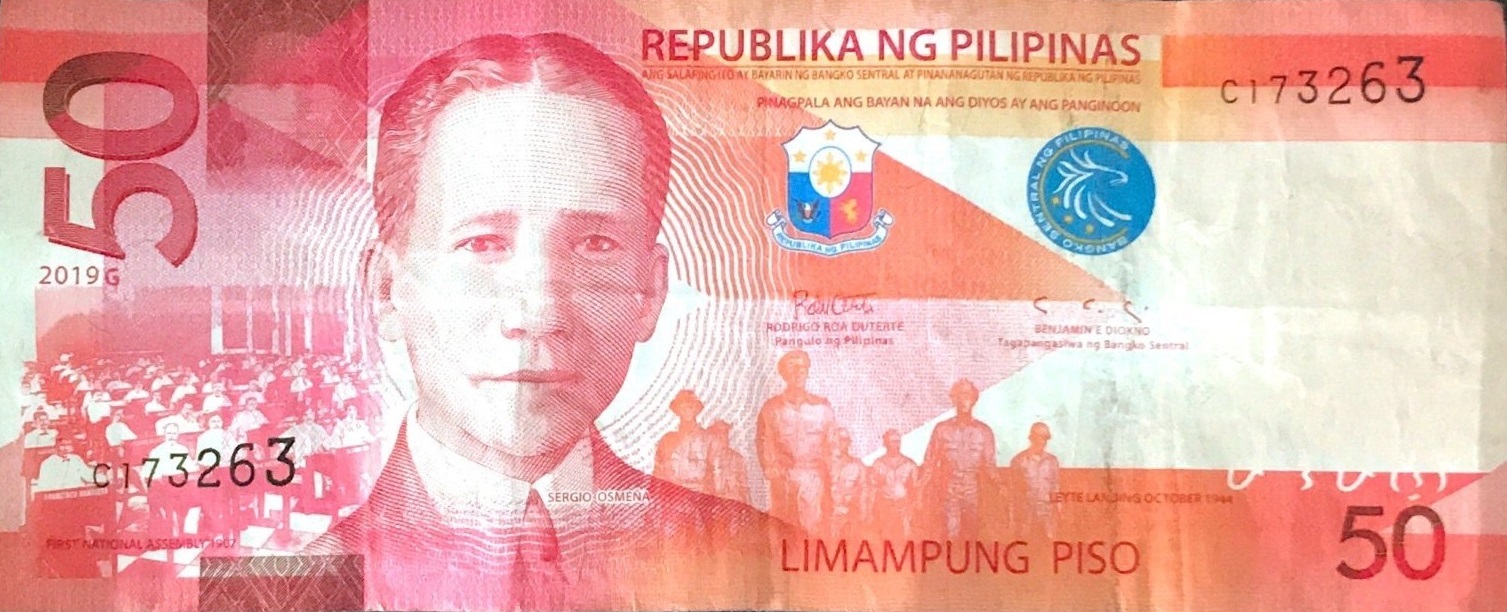 REPUBLIKA NG PILIPINAS
ANG SALAPING ITO AY BAYARIN NG BANGKO SENTRAL AT PINANANAGUTAN NG REPUBLIKA NG PILIPINAS
PINAGPALA ANG BAYAN NA ANG DIYOS AY ANG PANGINOON
C173263
50
2019G
REPUBLIKA NG PILIPINAS
BANGKO SENTRAL NG PILIPINAS
RODRIGO ROA DUTERTE
Pangulo ng Pilipinas
BENJAMIN E DIOKNO
Tagapangasiwa ng Bangko Sentral
C173263
SERGIO OSMEÑA
LEYTE LANDING OCTOBER 1944
FIRST NATIONAL ASSEMBLY 1907
LIMAMPUNG PISO
50